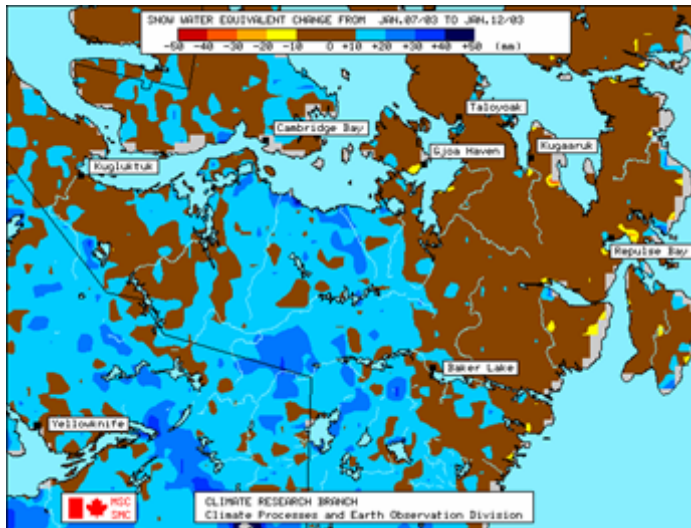 SNOW WATER EQUIVALENT CHANGE FROM JAN.07/03 TO JAN.12/03
-50 -40 -30 -20 -10 0 +10 +20 +30 +40 +50 (mm)
Taloyoak
Cambridge Bay
Gjoa Haven
Kugaaruk
Kugluktuk
Repulse Bay
Baker Lake
Yellowknife
MSC
SMC
CLIMATE RESEARCH BRANCH
Climate Processes and Earth Observation Division